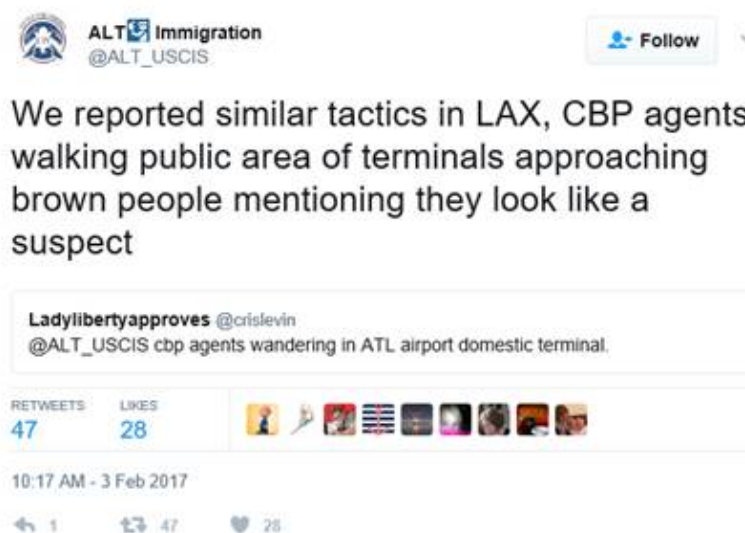 ALT Immigration
@ALT_USCIS
Follow
We reported similar tactics in LAX, CBP agents
walking public area of terminals approaching
brown people mentioning they look like a
suspect
Ladylibertyapproves @crislevin
@ALT_USCIS cbp agents wandering in ATL airport domestic terminal.
RETWEETS LIKES
47 28
10:17 AM - 3 Feb 2017
1 47 28